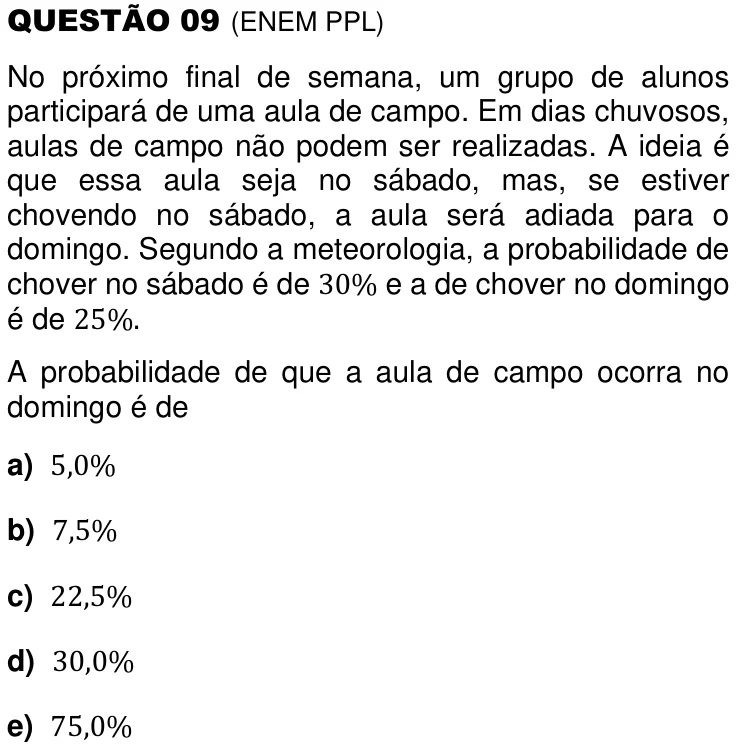 QUESTÃO 09 (ENEM PPL)
No próximo final de semana, um grupo de alunos
participará de uma aula de campo. Em dias chuvosos,
aulas de campo não podem ser realizadas. A ideia é
que essa aula seja no sábado, mas, se estiver
chovendo no sábado, a aula será adiada para o
domingo. Segundo a meteorologia, a probabilidade de
chover no sábado é de 30% e a de chover no domingo
é de 25%.
A probabilidade de que a aula de campo ocorra no
domingo é de
a) 5,0%
b) 7,5%
c) 22,5%
d) 30,0%
e) 75,0%